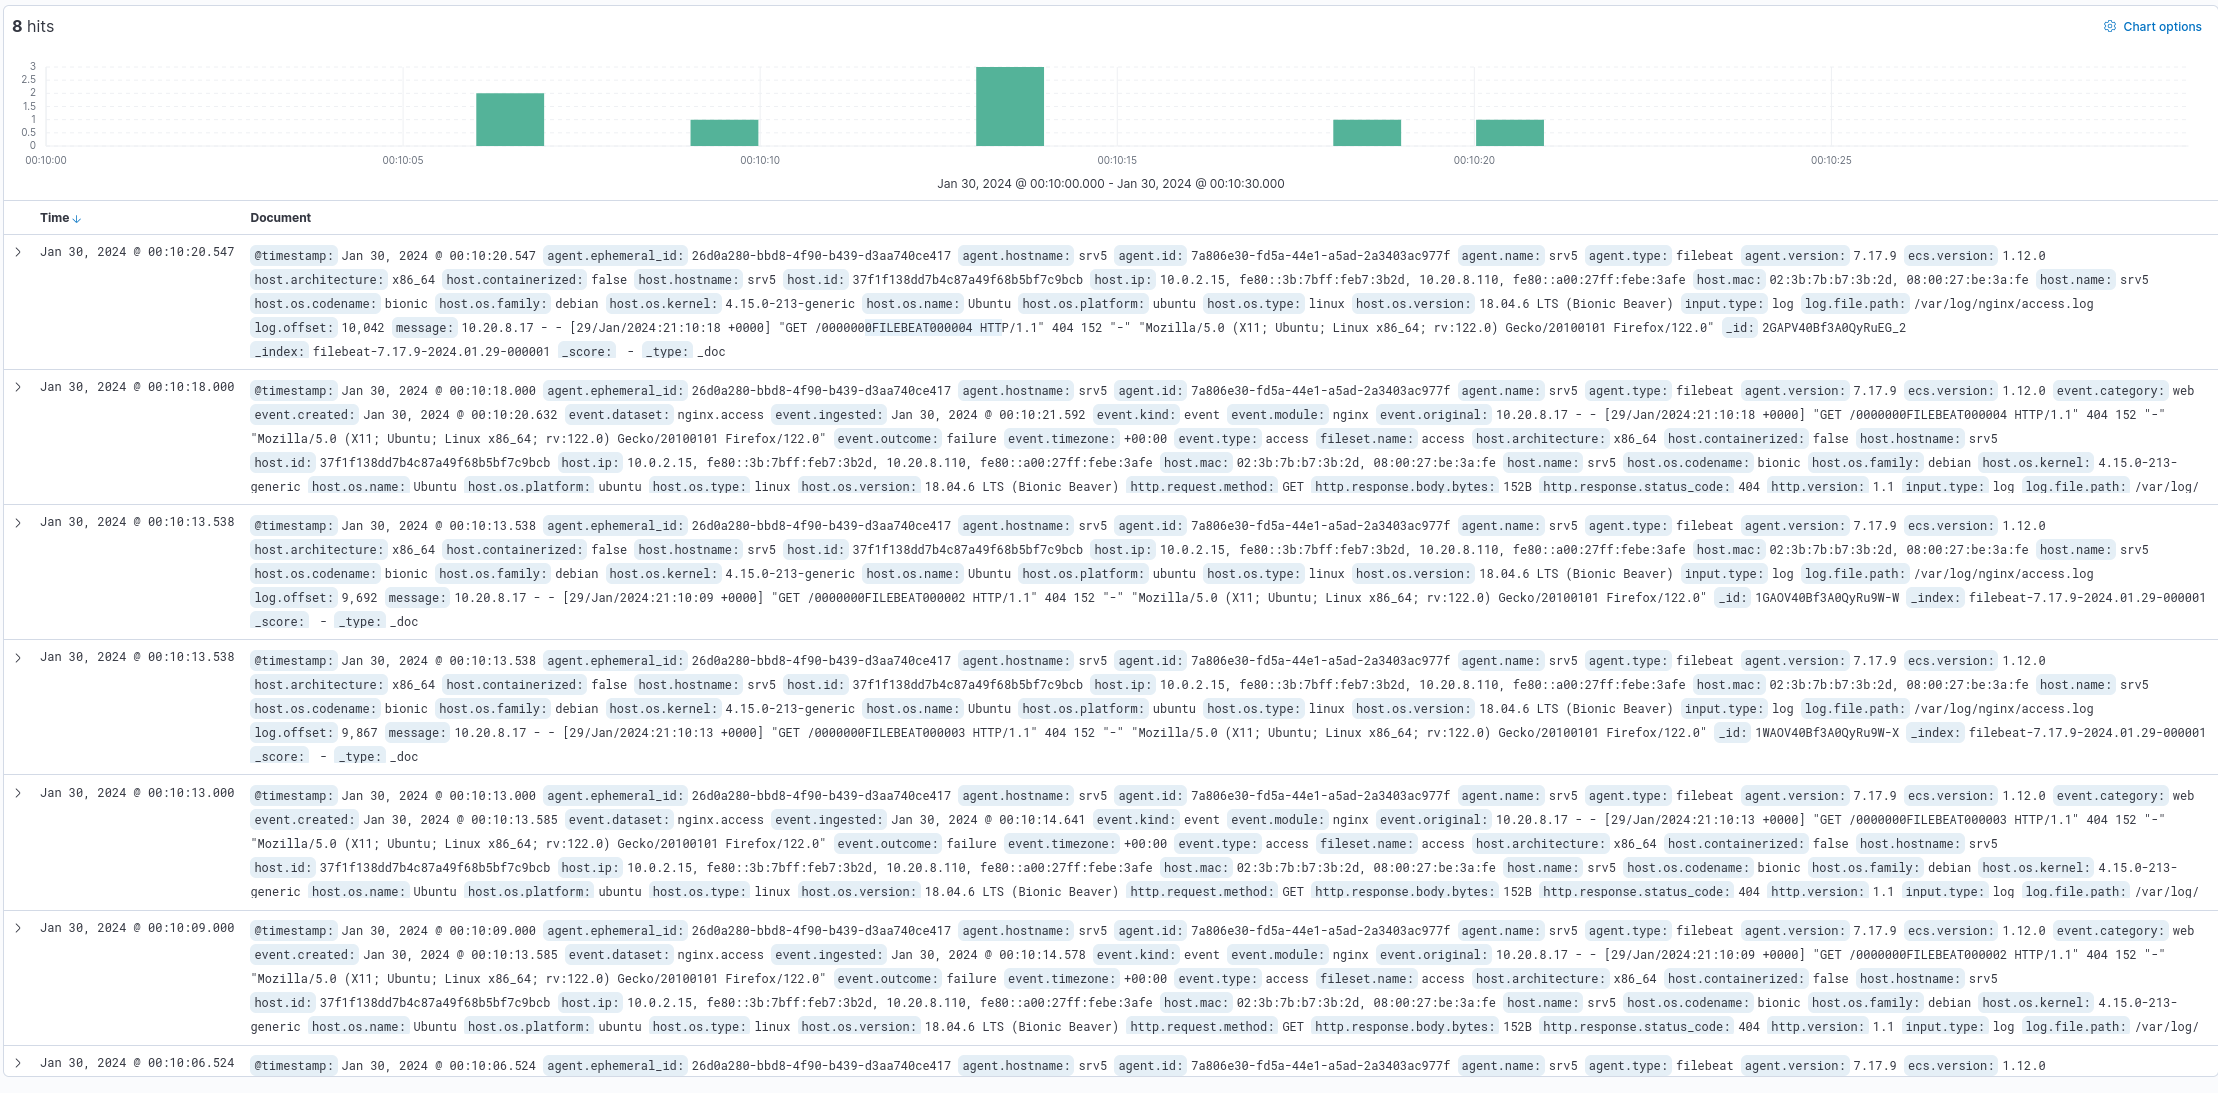 8 hits
Chart options
3
2.5
2
1.5
1
0.5
0
00:10:00 00:10:05 00:10:10 00:10:15 00:10:20 00:10:25
Jan 30, 2024 @ 00:10:00.000 - Jan 30, 2024 @ 00:10:30.000
Time Document
Jan 30, 2024 @ 00:10:20.547 @timestamp: Jan 30, 2024 @ 00:10:20.547 agent.ephemeral_id: 26d0a280-bbd8-4f90-b439-d3aa740ce417 agent.hostname: srv5 agent.id: 7a806e30-fd5a-44e1-a5ad-2a3403ac977f agent.name: srv5 agent.type: filebeat agent.version: 7.17.9 ecs.version: 1.12.0
host.architecture: x86_64 host.containerized: false host.hostname: srv5 host.id: 37f1f138dd7b4c87a49f68b5bf7c9bcb host.ip: 10.0.2.15, fe80::3b:7bff:feb7:3b2d, 10.20.8.110, fe80::a00:27ff:febe:3afe host.mac: 02:3b:7b:b7:3b:2d, 08:00:27:be:3a:fe host.name: srv5
host.os.codename: bionic host.os.family: debian host.os.kernel: 4.15.0-213-generic host.os.name: Ubuntu host.os.platform: ubuntu host.os.type: linux host.os.version: 18.04.6 LTS (Bionic Beaver) input.type: log log.file.path: /var/log/nginx/access.log
log.offset: 10,042 message: 10.20.8.17 - - [29/Jan/2024:21:10:18 +0000] "GET /0000000FILEBEAT000004 HTTP/1.1" 404 152 "-" "Mozilla/5.0 (X11; Ubuntu; Linux x86_64; rv:122.0) Gecko/20100101 Firefox/122.0" _id: 2GAPV40Bf3A0QyRuEG_2
_index: filebeat-7.17.9-2024.01.29-000001 _score: - _type: _doc
Jan 30, 2024 @ 00:10:18.000 @timestamp: Jan 30, 2024 @ 00:10:18.000 agent.ephemeral_id: 26d0a280-bbd8-4f90-b439-d3aa740ce417 agent.hostname: srv5 agent.id: 7a806e30-fd5a-44e1-a5ad-2a3403ac977f agent.name: srv5 agent.type: filebeat agent.version: 7.17.9 ecs.version: 1.12.0 event.category: web
event.created: Jan 30, 2024 @ 00:10:20.632 event.dataset: nginx.access event.ingested: Jan 30, 2024 @ 00:10:21.592 event.kind: event event.module: nginx event.original: 10.20.8.17 - - [29/Jan/2024:21:10:18 +0000] "GET /0000000FILEBEAT000004 HTTP/1.1" 404 152 "-"
"Mozilla/5.0 (X11; Ubuntu; Linux x86_64; rv:122.0) Gecko/20100101 Firefox/122.0" event.outcome: failure event.timezone: +00:00 event.type: access fileset.name: access host.architecture: x86_64 host.containerized: false host.hostname: srv5
host.id: 37f1f138dd7b4c87a49f68b5bf7c9bcb host.ip: 10.0.2.15, fe80::3b:7bff:feb7:3b2d, 10.20.8.110, fe80::a00:27ff:febe:3afe host.mac: 02:3b:7b:b7:3b:2d, 08:00:27:be:3a:fe host.name: srv5 host.os.codename: bionic host.os.family: debian host.os.kernel: 4.15.0-213-
generic host.os.name: Ubuntu host.os.platform: ubuntu host.os.type: linux host.os.version: 18.04.6 LTS (Bionic Beaver) http.request.method: GET http.response.body.bytes: 152B http.response.status_code: 404 http.version: 1.1 input.type: log log.file.path: /var/log/
Jan 30, 2024 @ 00:10:13.538 @timestamp: Jan 30, 2024 @ 00:10:13.538 agent.ephemeral_id: 26d0a280-bbd8-4f90-b439-d3aa740ce417 agent.hostname: srv5 agent.id: 7a806e30-fd5a-44e1-a5ad-2a3403ac977f agent.name: srv5 agent.type: filebeat agent.version: 7.17.9 ecs.version: 1.12.0
host.architecture: x86_64 host.containerized: false host.hostname: srv5 host.id: 37f1f138dd7b4c87a49f68b5bf7c9bcb host.ip: 10.0.2.15, fe80::3b:7bff:feb7:3b2d, 10.20.8.110, fe80::a00:27ff:febe:3afe host.mac: 02:3b:7b:b7:3b:2d, 08:00:27:be:3a:fe host.name: srv5
host.os.codename: bionic host.os.family: debian host.os.kernel: 4.15.0-213-generic host.os.name: Ubuntu host.os.platform: ubuntu host.os.type: linux host.os.version: 18.04.6 LTS (Bionic Beaver) input.type: log log.file.path: /var/log/nginx/access.log
log.offset: 9,692 message: 10.20.8.17 - - [29/Jan/2024:21:10:09 +0000] "GET /0000000FILEBEAT000002 HTTP/1.1" 404 152 "-" "Mozilla/5.0 (X11; Ubuntu; Linux x86_64; rv:122.0) Gecko/20100101 Firefox/122.0" _id: 1GAOV40Bf3A0QyRu9W-W _index: filebeat-7.17.9-2024.01.29-000001
_score: - _type: _doc
Jan 30, 2024 @ 00:10:13.538 @timestamp: Jan 30, 2024 @ 00:10:13.538 agent.ephemeral_id: 26d0a280-bbd8-4f90-b439-d3aa740ce417 agent.hostname: srv5 agent.id: 7a806e30-fd5a-44e1-a5ad-2a3403ac977f agent.name: srv5 agent.type: filebeat agent.version: 7.17.9 ecs.version: 1.12.0
host.architecture: x86_64 host.containerized: false host.hostname: srv5 host.id: 37f1f138dd7b4c87a49f68b5bf7c9bcb host.ip: 10.0.2.15, fe80::3b:7bff:feb7:3b2d, 10.20.8.110, fe80::a00:27ff:febe:3afe host.mac: 02:3b:7b:b7:3b:2d, 08:00:27:be:3a:fe host.name: srv5
host.os.codename: bionic host.os.family: debian host.os.kernel: 4.15.0-213-generic host.os.name: Ubuntu host.os.platform: ubuntu host.os.type: linux host.os.version: 18.04.6 LTS (Bionic Beaver) input.type: log log.file.path: /var/log/nginx/access.log
log.offset: 9,867 message: 10.20.8.17 - - [29/Jan/2024:21:10:13 +0000] "GET /0000000FILEBEAT000003 HTTP/1.1" 404 152 "-" "Mozilla/5.0 (X11; Ubuntu; Linux x86_64; rv:122.0) Gecko/20100101 Firefox/122.0" _id: 1WAOV40Bf3A0QyRu9W-X _index: filebeat-7.17.9-2024.01.29-000001
_score: - _type: _doc
Jan 30, 2024 @ 00:10:13.000 @timestamp: Jan 30, 2024 @ 00:10:13.000 agent.ephemeral_id: 26d0a280-bbd8-4f90-b439-d3aa740ce417 agent.hostname: srv5 agent.id: 7a806e30-fd5a-44e1-a5ad-2a3403ac977f agent.name: srv5 agent.type: filebeat agent.version: 7.17.9 ecs.version: 1.12.0 event.category: web
event.created: Jan 30, 2024 @ 00:10:13.585 event.dataset: nginx.access event.ingested: Jan 30, 2024 @ 00:10:14.641 event.kind: event event.module: nginx event.original: 10.20.8.17 - - [29/Jan/2024:21:10:13 +0000] "GET /0000000FILEBEAT000003 HTTP/1.1" 404 152 "-"
"Mozilla/5.0 (X11; Ubuntu; Linux x86_64; rv:122.0) Gecko/20100101 Firefox/122.0" event.outcome: failure event.timezone: +00:00 event.type: access fileset.name: access host.architecture: x86_64 host.containerized: false host.hostname: srv5
host.id: 37f1f138dd7b4c87a49f68b5bf7c9bcb host.ip: 10.0.2.15, fe80::3b:7bff:feb7:3b2d, 10.20.8.110, fe80::a00:27ff:febe:3afe host.mac: 02:3b:7b:b7:3b:2d, 08:00:27:be:3a:fe host.name: srv5 host.os.codename: bionic host.os.family: debian host.os.kernel: 4.15.0-213-
generic host.os.name: Ubuntu host.os.platform: ubuntu host.os.type: linux host.os.version: 18.04.6 LTS (Bionic Beaver) http.request.method: GET http.response.body.bytes: 152B http.response.status_code: 404 http.version: 1.1 input.type: log log.file.path: /var/log/
Jan 30, 2024 @ 00:10:09.000 @timestamp: Jan 30, 2024 @ 00:10:09.000 agent.ephemeral_id: 26d0a280-bbd8-4f90-b439-d3aa740ce417 agent.hostname: srv5 agent.id: 7a806e30-fd5a-44e1-a5ad-2a3403ac977f agent.name: srv5 agent.type: filebeat agent.version: 7.17.9 ecs.version: 1.12.0 event.category: web
event.created: Jan 30, 2024 @ 00:10:13.585 event.dataset: nginx.access event.ingested: Jan 30, 2024 @ 00:10:14.578 event.kind: event event.module: nginx event.original: 10.20.8.17 - - [29/Jan/2024:21:10:09 +0000] "GET /0000000FILEBEAT000002 HTTP/1.1" 404 152 "-"
"Mozilla/5.0 (X11; Ubuntu; Linux x86_64; rv:122.0) Gecko/20100101 Firefox/122.0" event.outcome: failure event.timezone: +00:00 event.type: access fileset.name: access host.architecture: x86_64 host.containerized: false host.hostname: srv5
host.id: 37f1f138dd7b4c87a49f68b5bf7c9bcb host.ip: 10.0.2.15, fe80::3b:7bff:feb7:3b2d, 10.20.8.110, fe80::a00:27ff:febe:3afe host.mac: 02:3b:7b:b7:3b:2d, 08:00:27:be:3a:fe host.name: srv5 host.os.codename: bionic host.os.family: debian host.os.kernel: 4.15.0-213-
generic host.os.name: Ubuntu host.os.platform: ubuntu host.os.type: linux host.os.version: 18.04.6 LTS (Bionic Beaver) http.request.method: GET http.response.body.bytes: 152B http.response.status_code: 404 http.version: 1.1 input.type: log log.file.path: /var/log/
Jan 30, 2024 @ 00:10:06.524 @timestamp: Jan 30, 2024 @ 00:10:06.524 agent.ephemeral_id: 26d0a280-bbd8-4f90-b439-d3aa740ce417 agent.hostname: srv5 agent.id: 7a806e30-fd5a-44e1-a5ad-2a3403ac977f agent.name: srv5 agent.type: filebeat agent.version: 7.17.9 ecs.version: 1.12.0